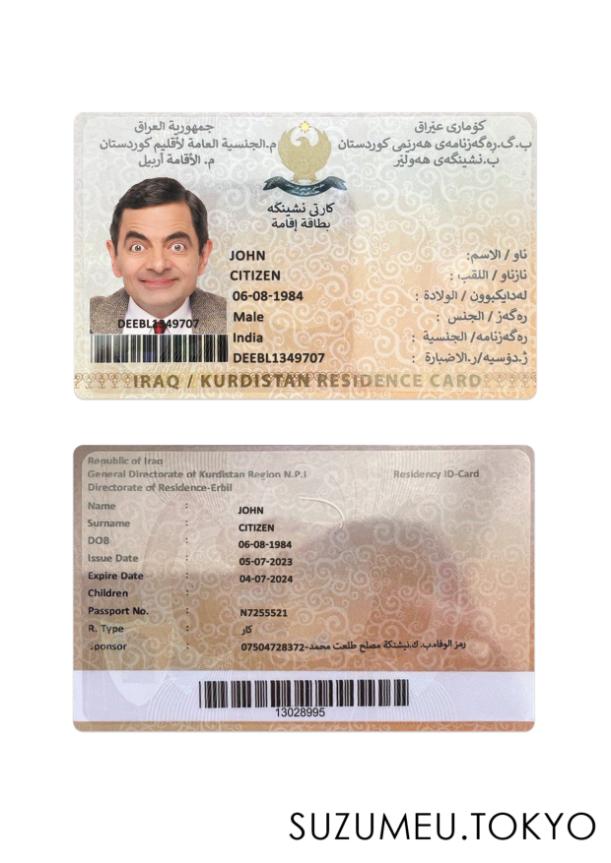 جمهورية العراق
م.الجنسية العامة لأقليم كوردستان
م. الأقامة أربيل
كۆماری عێراق
ب.گ.رەگەزنامەی هەرێمی کوردستان
ب.نشینگەی هەولێر
کارتی نشینگە
بطاقة إقامة
JOHN ناو / الاسم:
CITIZEN نازناو / اللقب :
06-08-1984 لەدایکبوون / الولادة :
Male رەگەز / الجنس :
India رەگەزنامە/ الجنسية :
DEEBL1349707 ژ.دۆسیە/ر.الاضبارة :
DEEBL1349707
IRAQ / KURDISTAN RESIDENCE CARD
Republic of Iraq
General Directorate of Kurdistan Region N.P.I Residency ID-Card
Directorate of Residence-Erbil
Name : JOHN
Surname : CITIZEN
DOB : 06-08-1984
Issue Date : 05-07-2023
Expire Date : 04-07-2024
Children :
Passport No. : N7255521
R. Type : كار
Sponsor : رمز الوفامب.ك.نيشتكة مصلح طلعت محمد-07504728372
13028995
SUZUMEU.TOKYO